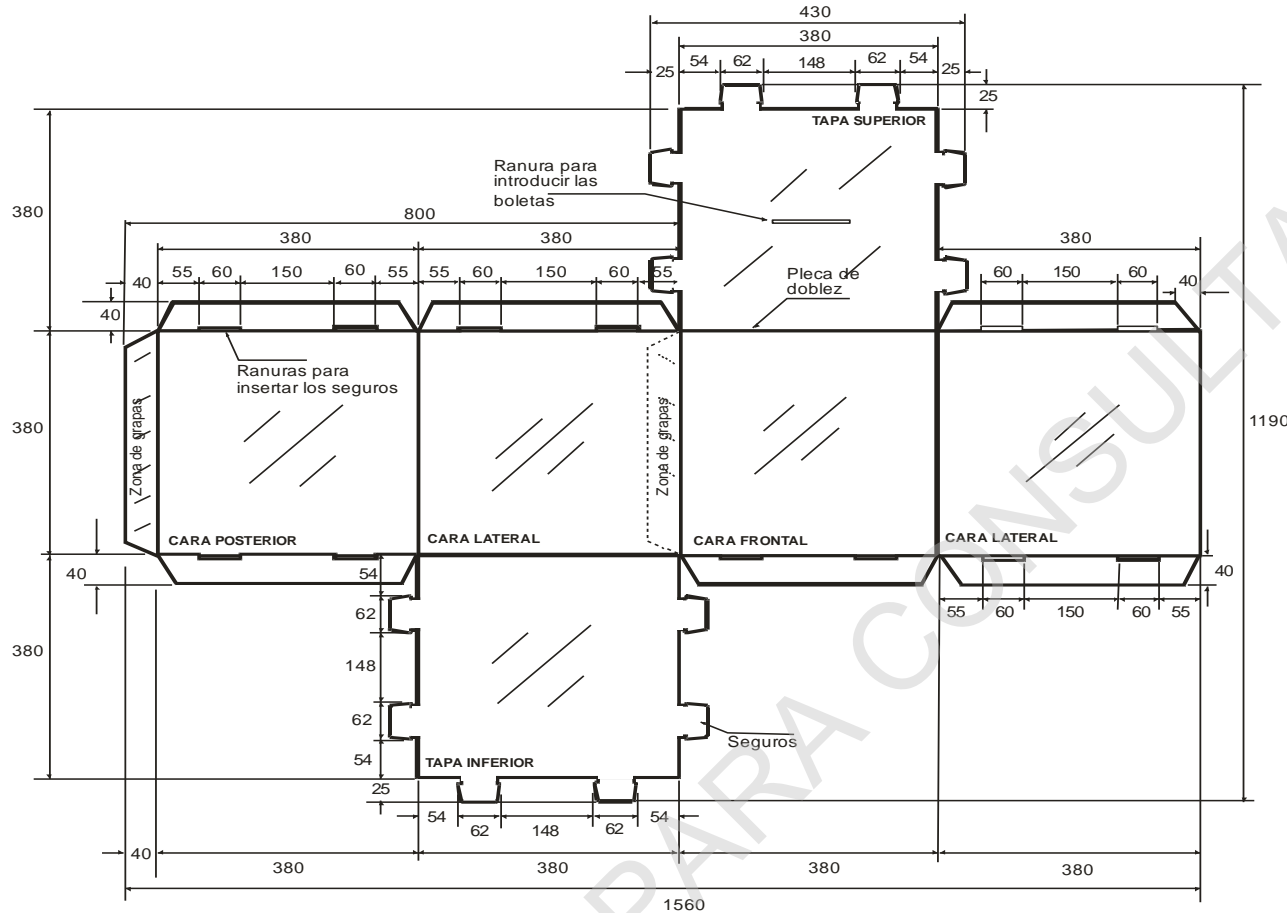 430
380
54 62 148 62 54
25 25
25
TAPA SUPERIOR
Ranura para
introducir las
boletas
380
800
380 380 380
40 55 60 150 60 55 55 60 150 60 55 60 150 60 40
Pleca de
doblez
40
Ranuras para
insertar los seguros
380
Zona de grapas
Zona de grapas
1190
CARA POSTERIOR CARA LATERAL CARA FRONTAL CARA LATERAL
40
40
54
55 60 150 60 55
62
380
148
62
Seguros
54
TAPA INFERIOR
25
54 62 148 62 54
40 380 380 380 380
1560
PARA CONSULTA